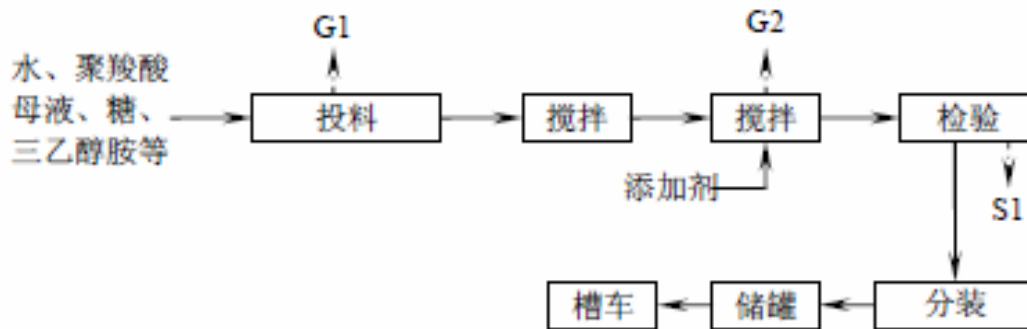 G1
G2
水、聚羧酸
母液、糖、
三乙醇胺等
投料
搅拌
搅拌
检验
添加剂
S1
槽车
储罐
分装